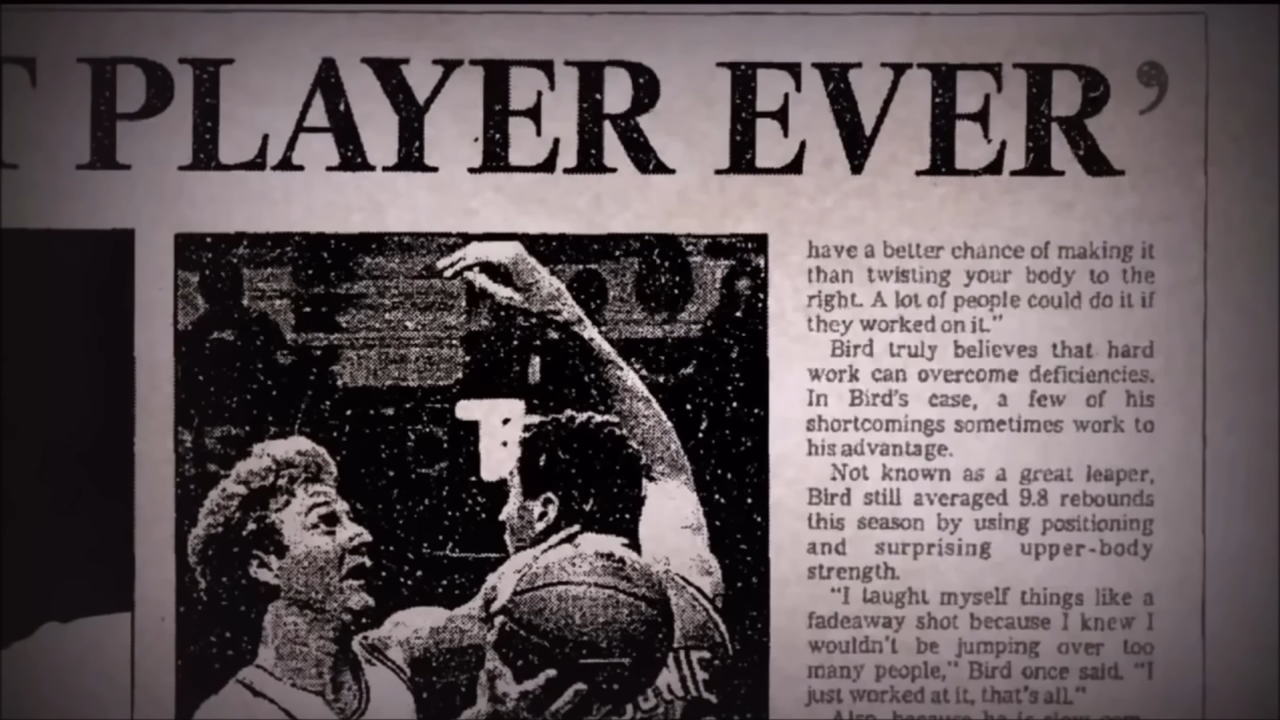 T PLAYER EVER’
have a better chance of making it
than twisting your body to the
right. A lot of people could do it if
they worked on it."
Bird truly believes that hard
work can overcome deficiencies.
In Bird's case, a few of his
shortcomings sometimes work to
his advantage.
Not known as a great leaper,
Bird still averaged 9.8 rebounds
this season by using positioning
and surprising upper-body
strength.
"I taught myself things like a
fadeaway shot because I knew I
wouldn't be jumping over too
many people," Bird once said. "I
just worked at it, that's all."